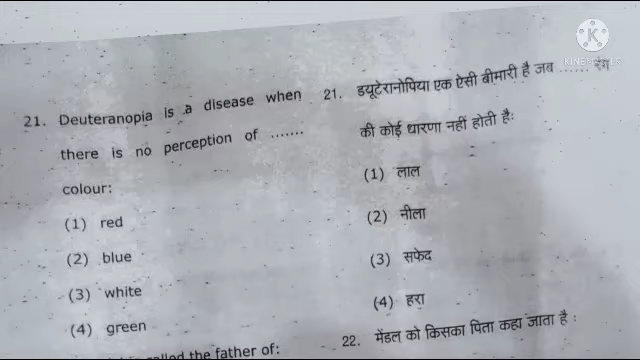 KINEMASTER
21. Deuteranopia is a disease when
there is no perception of .......
colour:
(1) red
(2) blue
(3) white
(4) green
called the father of:
21. डयूटेरानोपिया एक ऐसी बीमारी है जब ...... रंग
की कोई धारणा नहीं होती है:
(1) लाल
(2) नीला
(3) सफेद
(4) हरा
22. मेंडल को किसका पिता कहा जाता है :